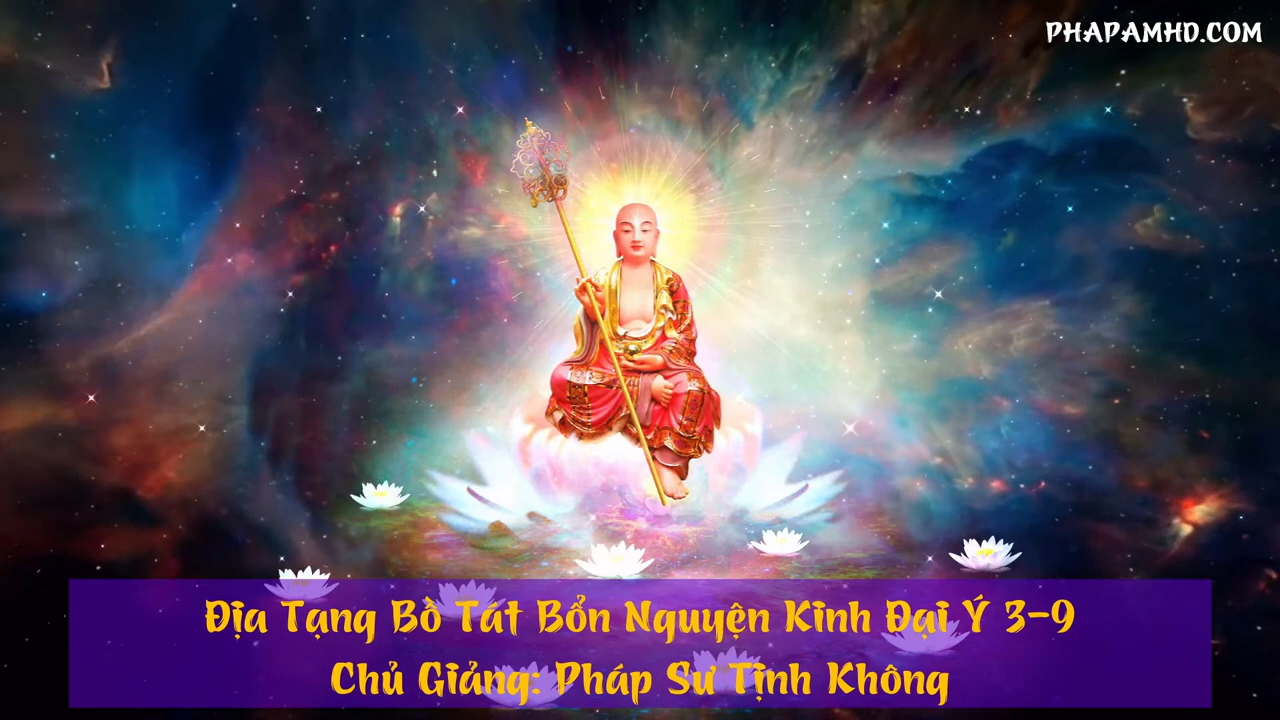 PHAPAMHD.COM
Địa Tạng Bồ Tát Bổn Nguyện Kinh Đại Ý 3-9
Chủ Giảng: Pháp Sư Tịnh Không